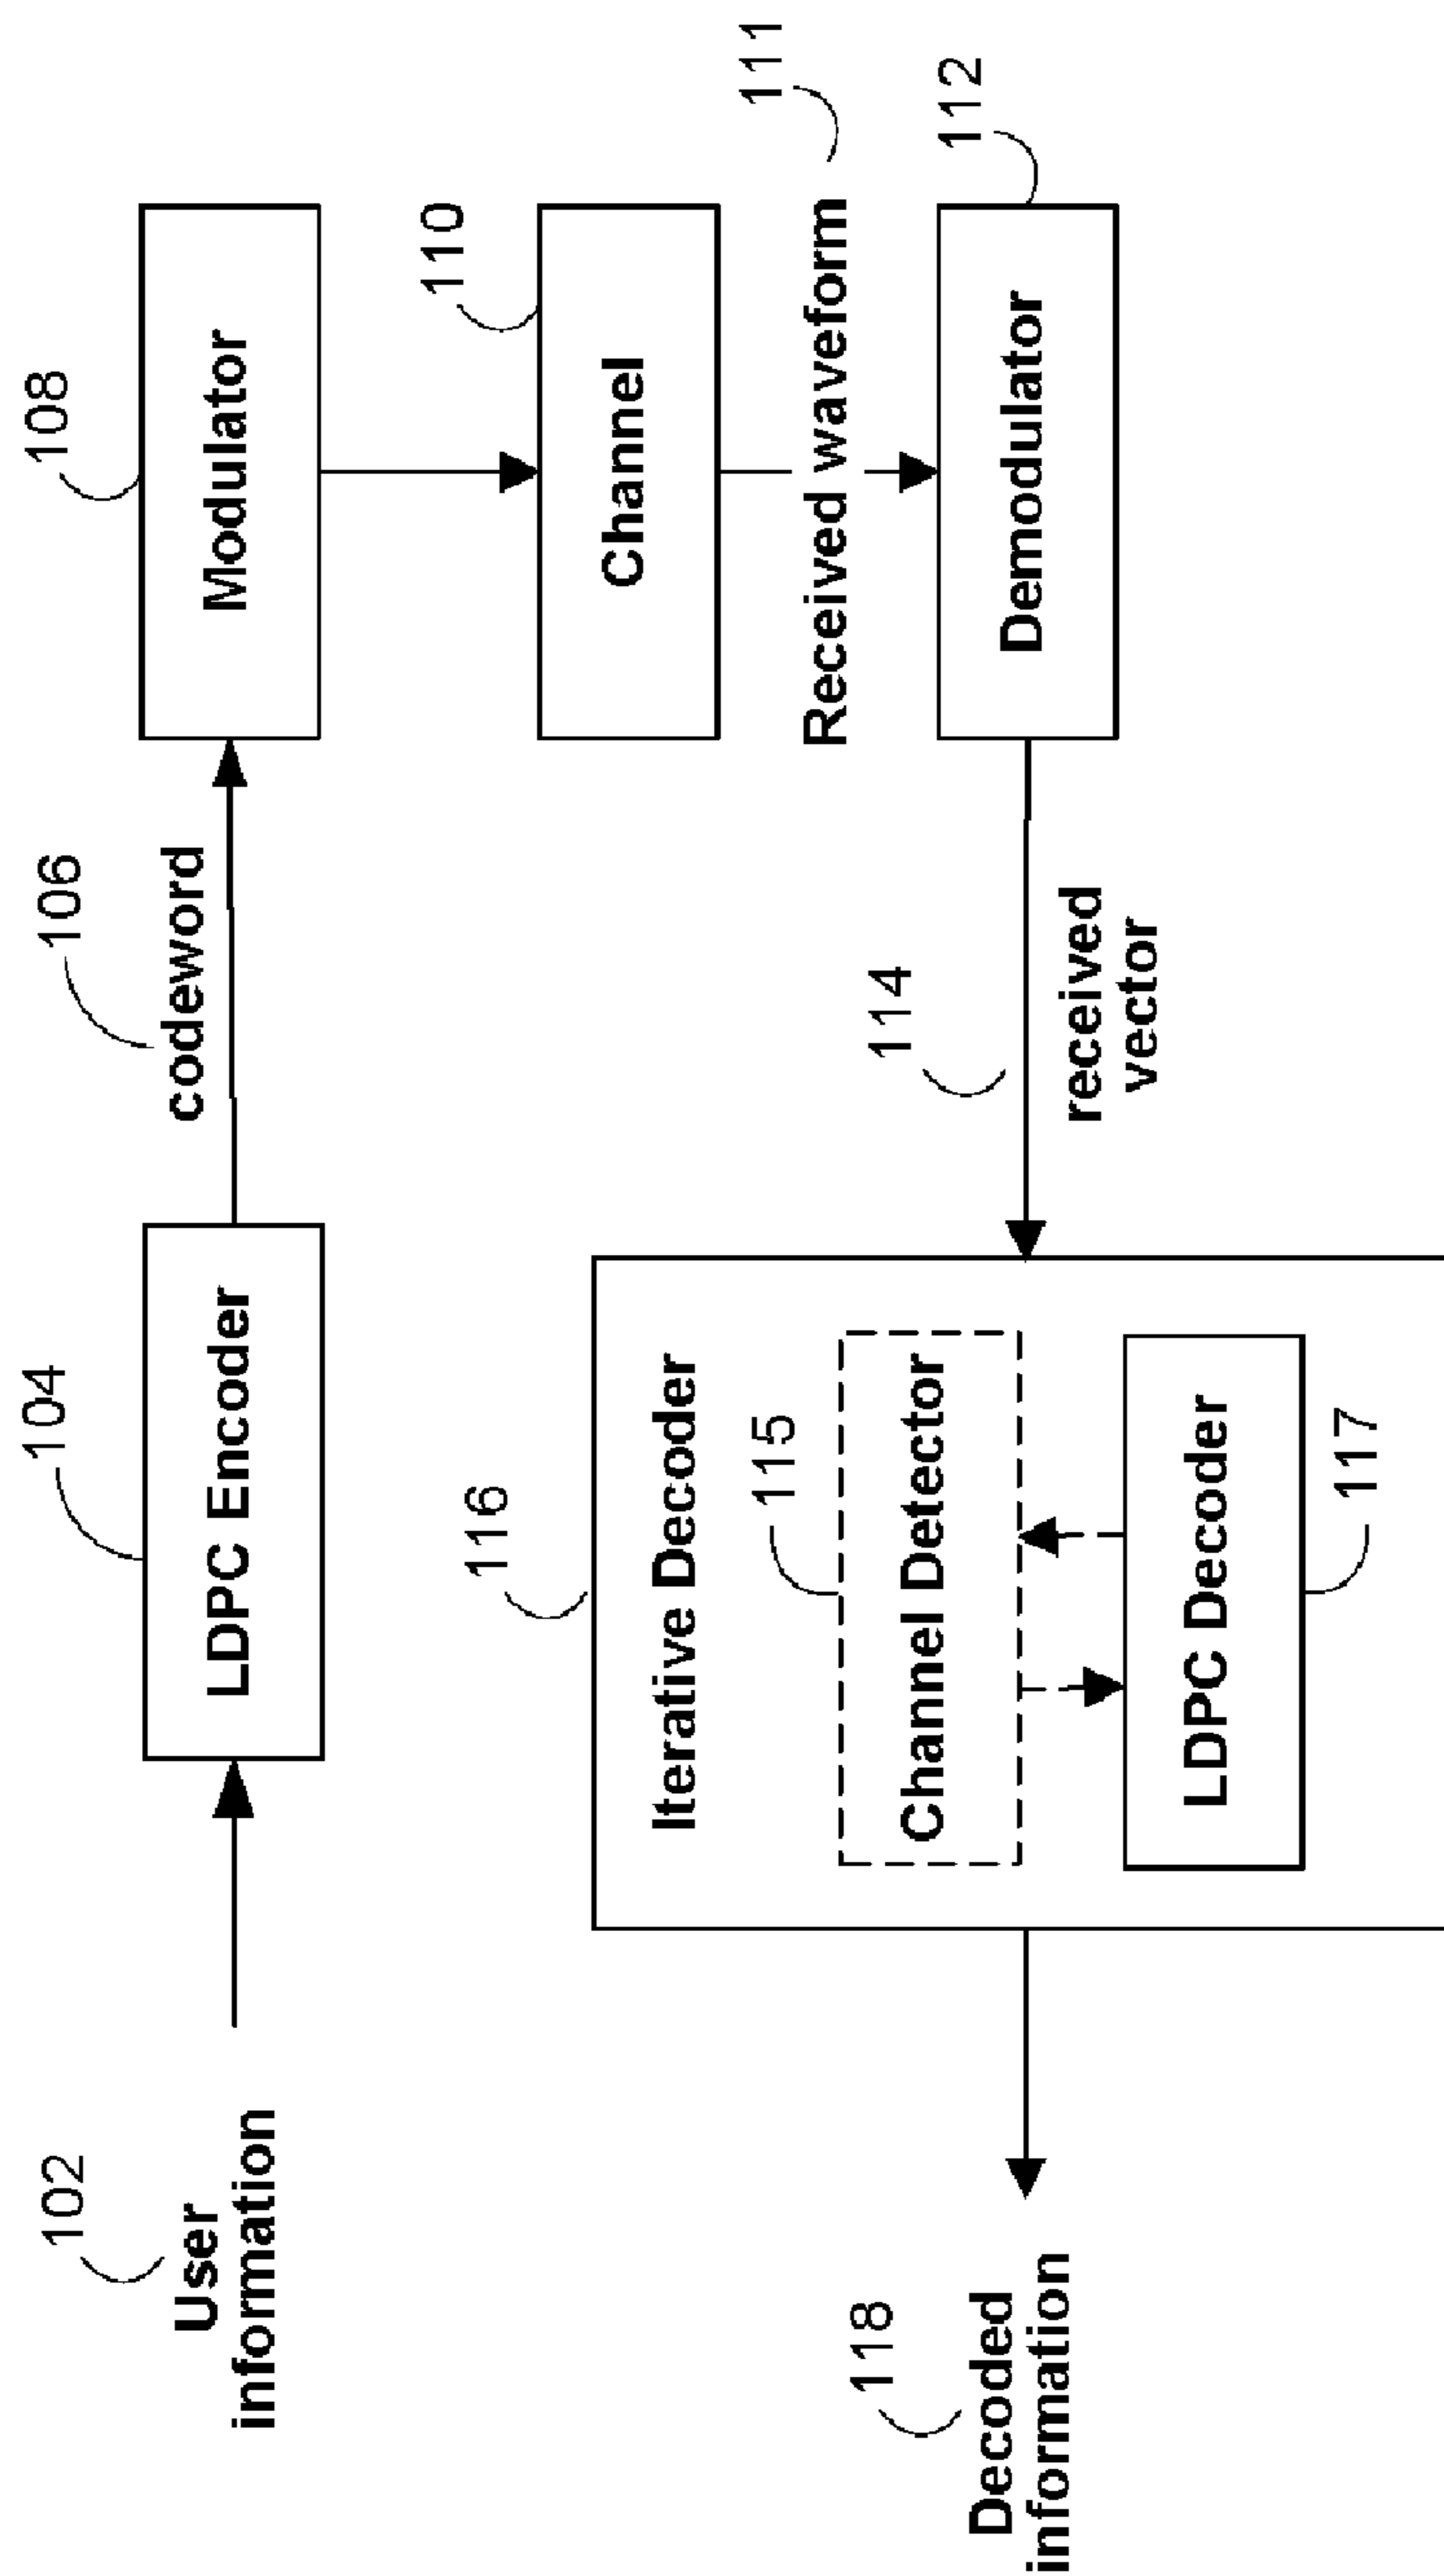 102
User
information
104
LDPC Encoder
106
codeword
108
Modulator
110
Channel
111
Received waveform
112
Demodulator
114
received
vector
116
Iterative Decoder
115
Channel Detector
LDPC Decoder
117
118
Decoded
information